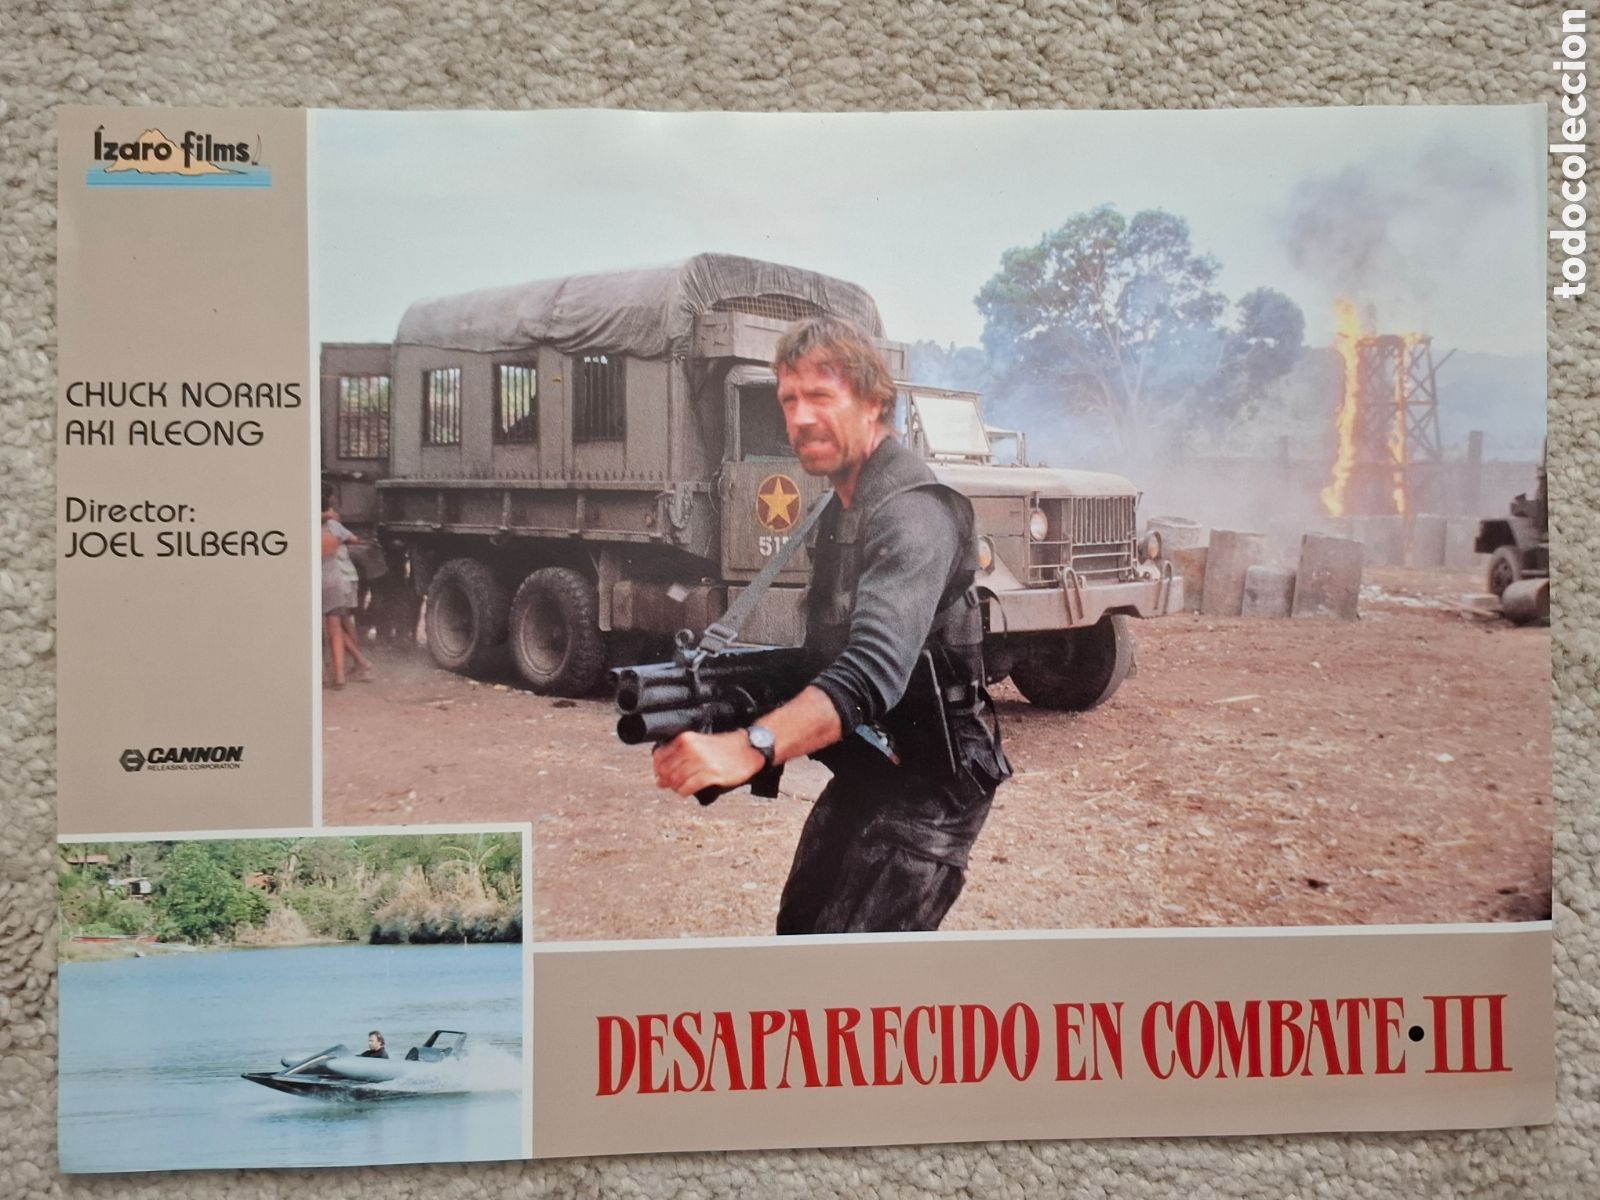 Ízaro films
CHUCK NORRIS
AKI ALEONG
Director:
JOEL SILBERG
CANNON
RELEASING CORPORATION
DESAPARECIDO EN COMBATE • III
todocoleccion